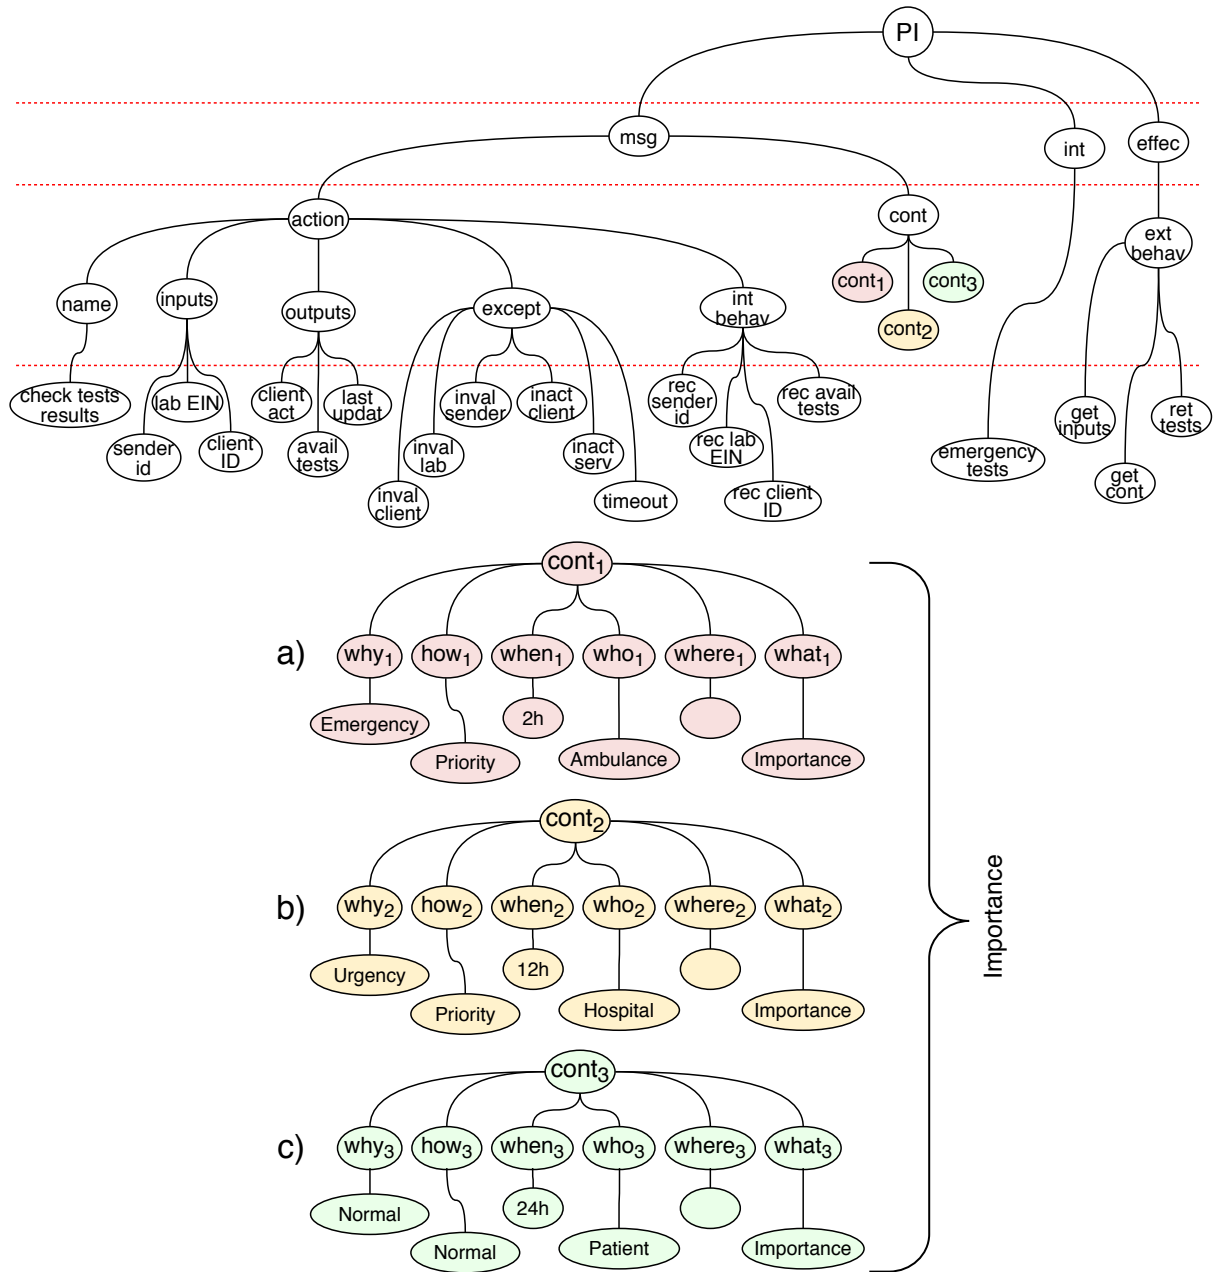 PI
msg
int
effec
action
cont
ext
behav
name
inputs
outputs
except
int
behav
cont1
cont3
cont2
check tests
results
lab EIN
sender
id
client
ID
client
act
last
updat
avail
tests
inval
client
inval
lab
inval
sender
inact
client
inact
serv
timeout
rec
sender
id
rec lab
EIN
rec client
ID
rec avail
tests
emergency
tests
get
inputs
get
cont
ret
tests
cont1
a)
why1
how1
when1
who1
where1
what1
Emergency
2h
Priority
Ambulance
Importance
cont2
b)
why2
how2
when2
who2
where2
what2
Urgency
12h
Priority
Hospital
Importance
cont3
c)
why3
how3
when3
who3
where3
what3
Normal
24h
Normal
Patient
Importance
Importance